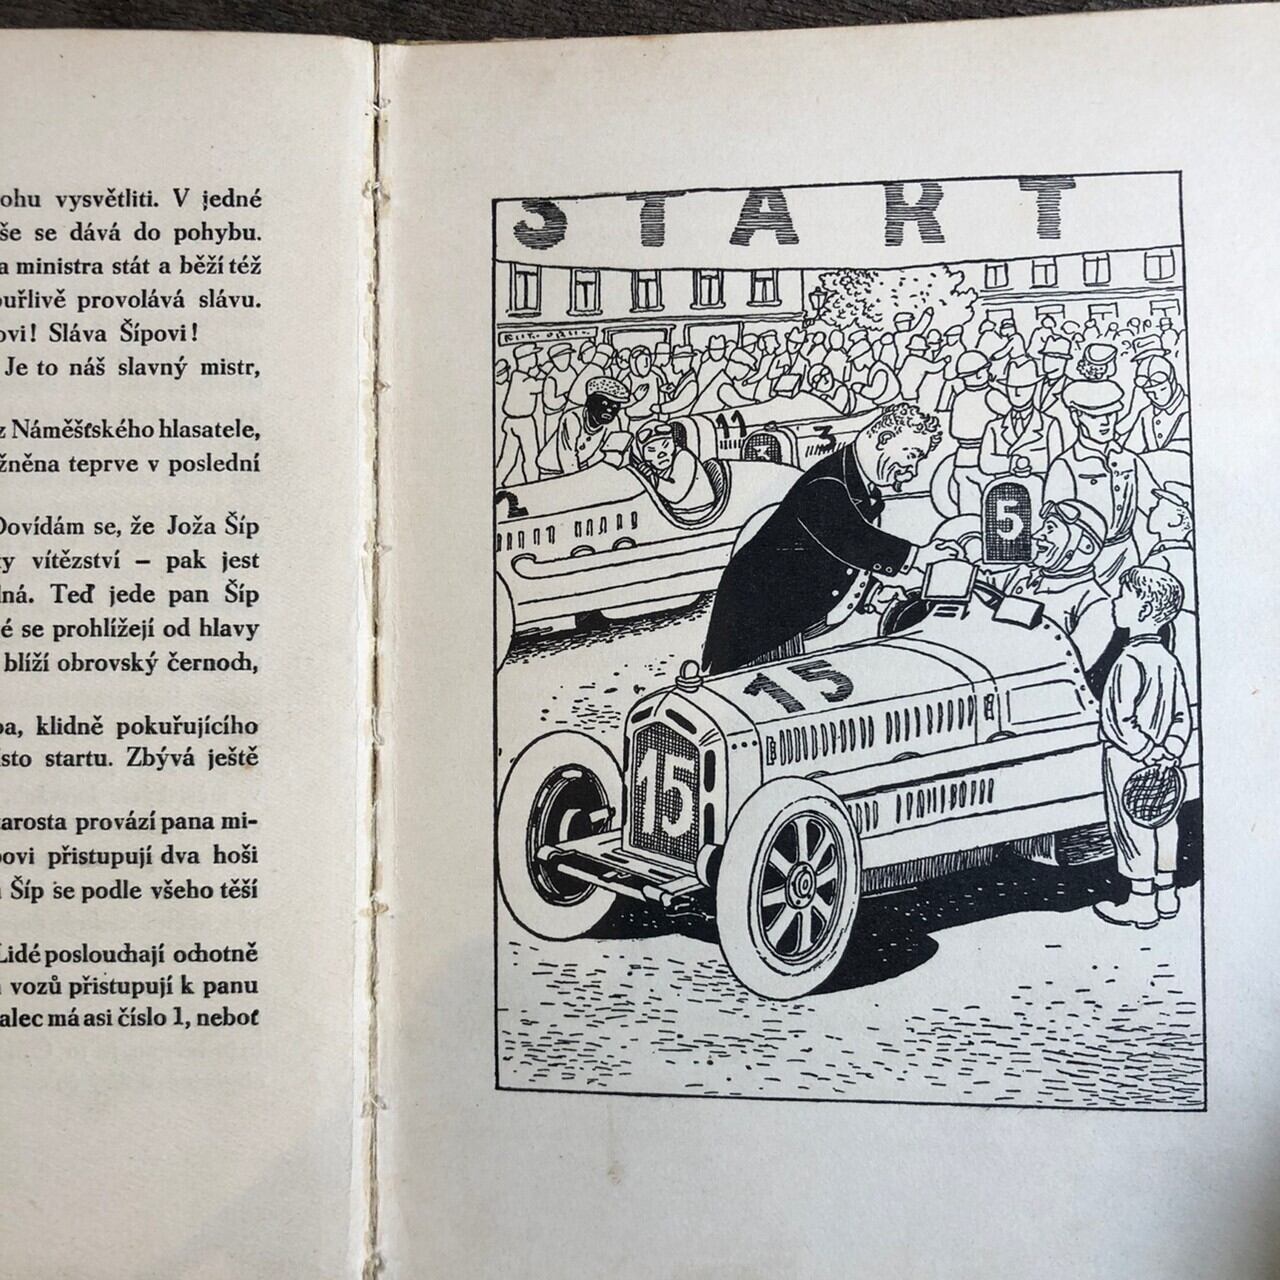 ohu vysvětliti. V jedné
še se dává do pohybu.
a ministra stát a běží též
ouřlivě provolává slávu.
ovi! Sláva Šípovi!
Je to náš slavný mistr,
z Náměšťského hlasatele,
žněna teprve v poslední
Dovídám se, že Joža Šíp
ty vítězství – pak jest
lná. Teď jede pan Šíp
é se prohlížejí od hlavy
blíží obrovský černoch,
ba, klidně pokuřujícího
ísto startu. Zbývá ještě
tarosta provází pana mi-
povi přistupují dva hoši
Šíp se podle všeho těší
Lidé poslouchají ochotně
vozů přistupují k panu
alec má asi číslo 1, neboť
START
11
3
2
5
15
15